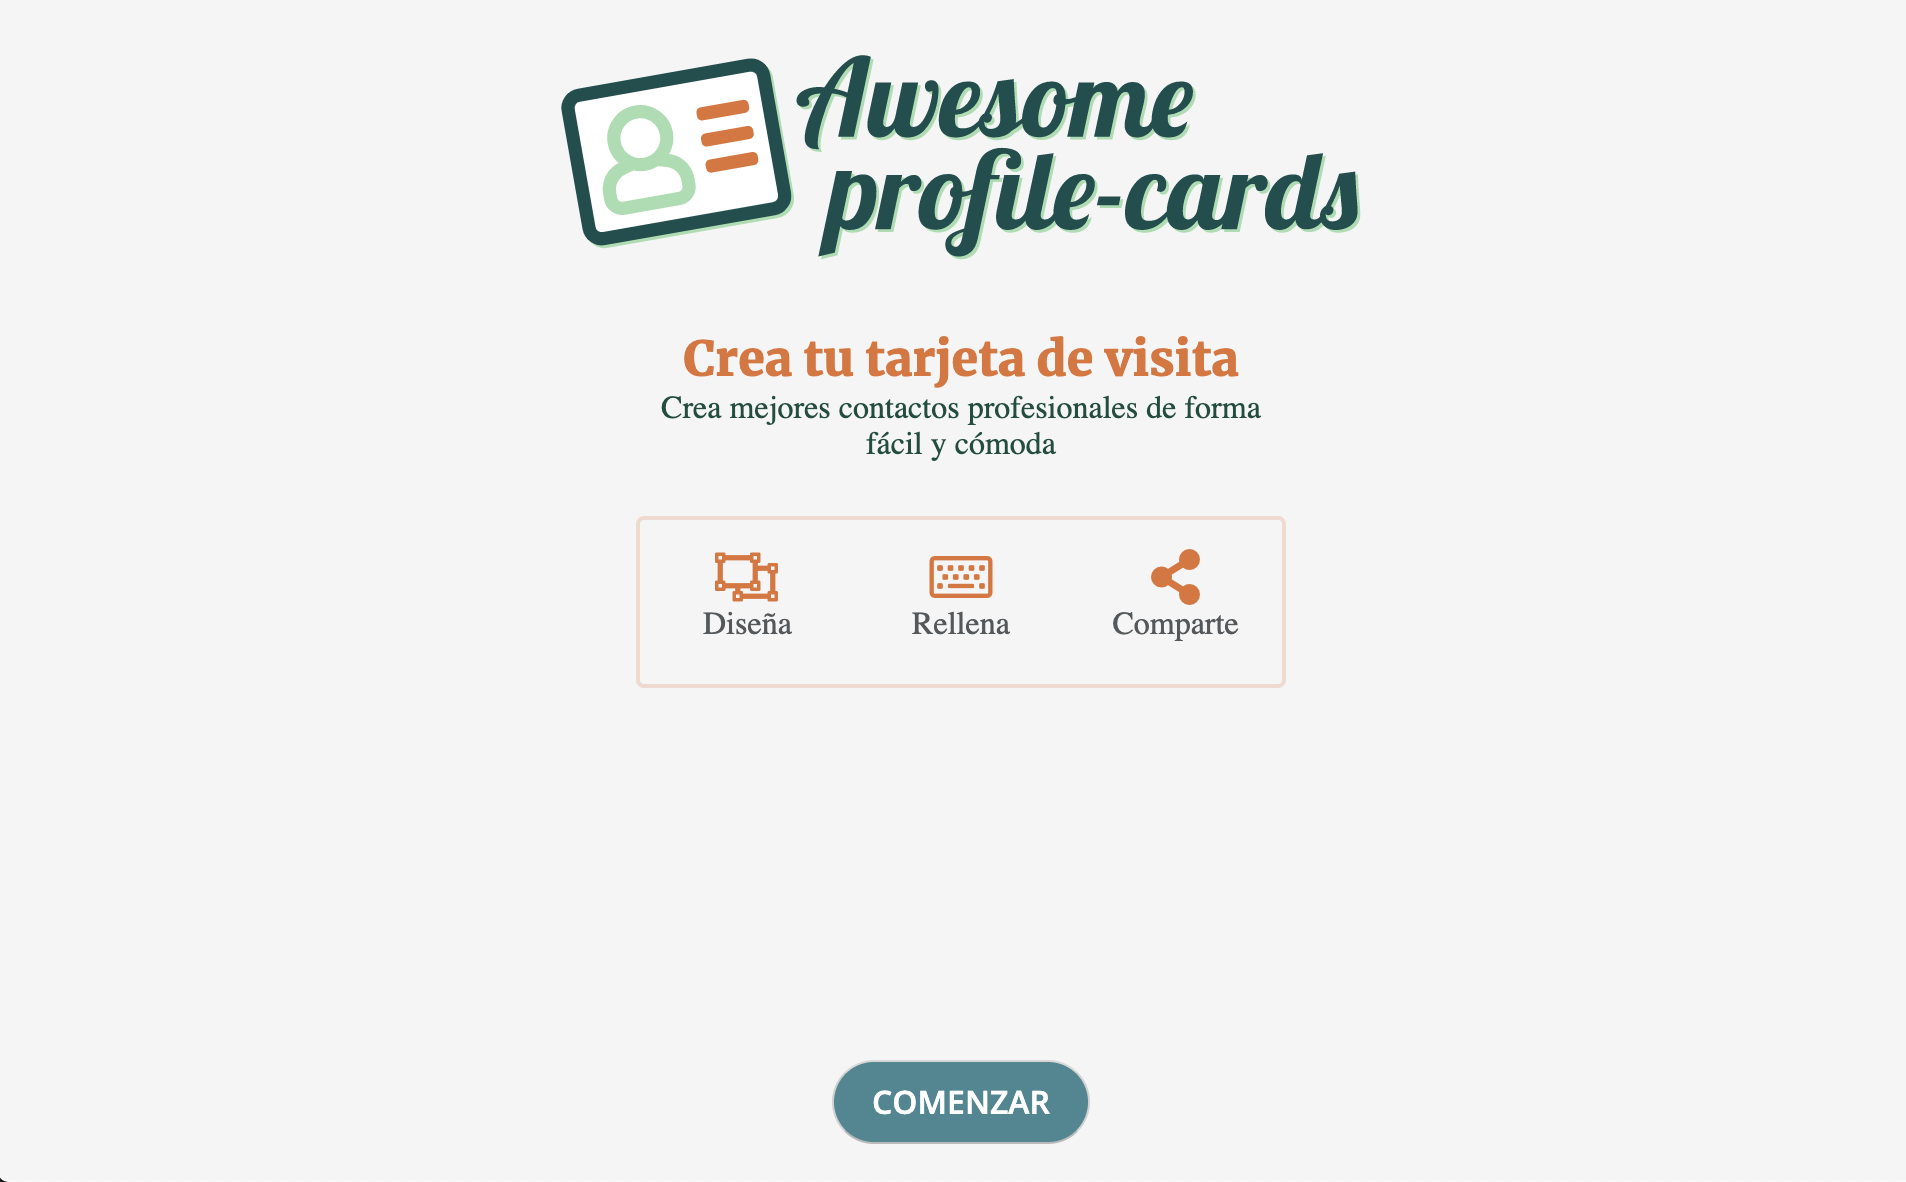 Awesome
profile-cards
Crea tu tarjeta de visita
Crea mejores contactos profesionales de forma
fácil y cómoda
Diseña
Rellena
Comparte
COMENZAR